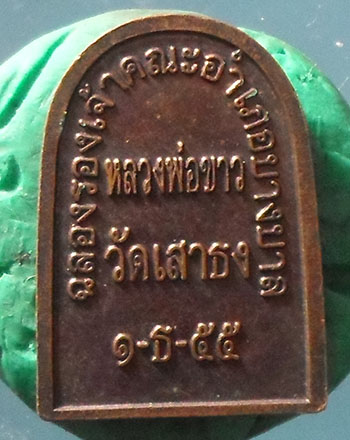 ฉลองรองเจ้าคณะอำเภอบางบาล
หลวงพ่อขาว
วัดเสาธง
๑-ธ-๕๕